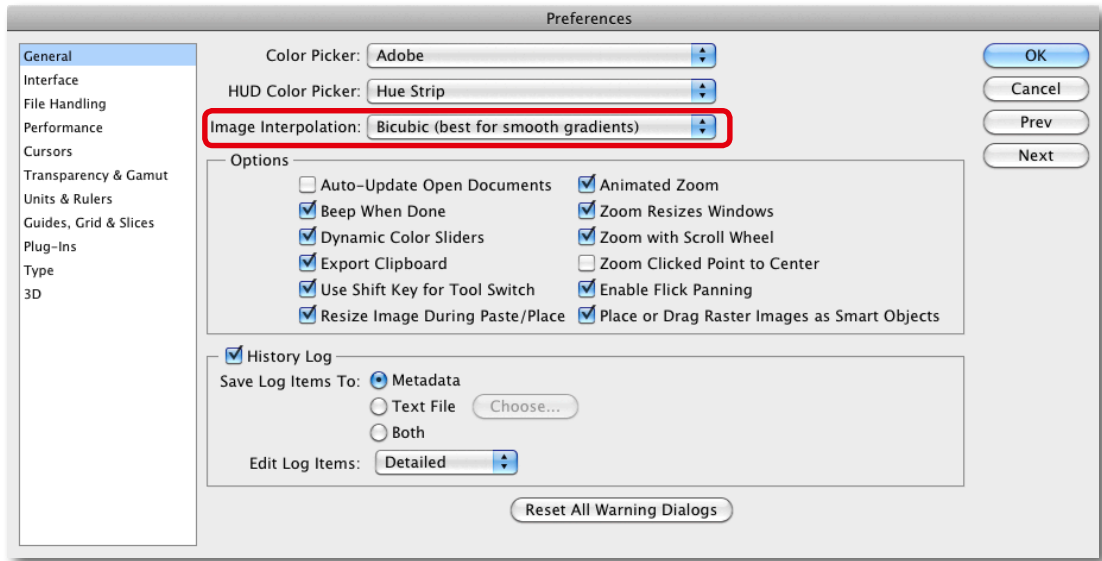 Preferences
General
Interface
File Handling
Performance
Cursors
Transparency & Gamut
Units & Rulers
Guides, Grid & Slices
Plug-Ins
Type
3D
Color Picker: Adobe
HUD Color Picker: Hue Strip
Image Interpolation: Bicubic (best for smooth gradients)
Options
Auto-Update Open Documents
Beep When Done
Dynamic Color Sliders
Export Clipboard
Use Shift Key for Tool Switch
Resize Image During Paste/Place
Animated Zoom
Zoom Resizes Windows
Zoom with Scroll Wheel
Zoom Clicked Point to Center
Enable Flick Panning
Place or Drag Raster Images as Smart Objects
History Log
Save Log Items To: Metadata
Text File Choose...
Both
Edit Log Items: Detailed
Reset All Warning Dialogs
OK
Cancel
Prev
Next